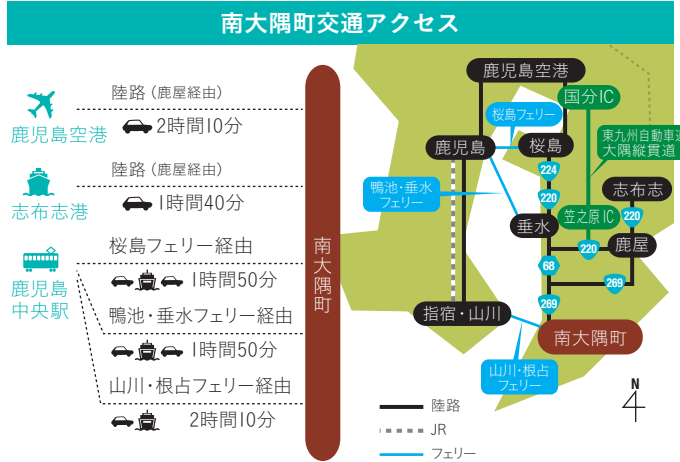 南大隅町交通アクセス
鹿児島空港
陸路（鹿屋経由）
2時間10分
志布志港
陸路（鹿屋経由）
1時間40分
鹿児島
中央駅
桜島フェリー経由
1時間50分
鴨池・垂水フェリー経由
1時間50分
山川・根占フェリー経由
2時間10分
南大隅町
鹿児島空港
国分IC
桜島フェリー
東九州自動車道
大隅縦貫道
鹿児島
桜島
224
鴨池・垂水
フェリー
220
志布志
220
笠之原IC
垂水
220
鹿屋
68
269
269
指宿・山川
南大隅町
山川・根占
フェリー
N
陸路
JR
フェリー